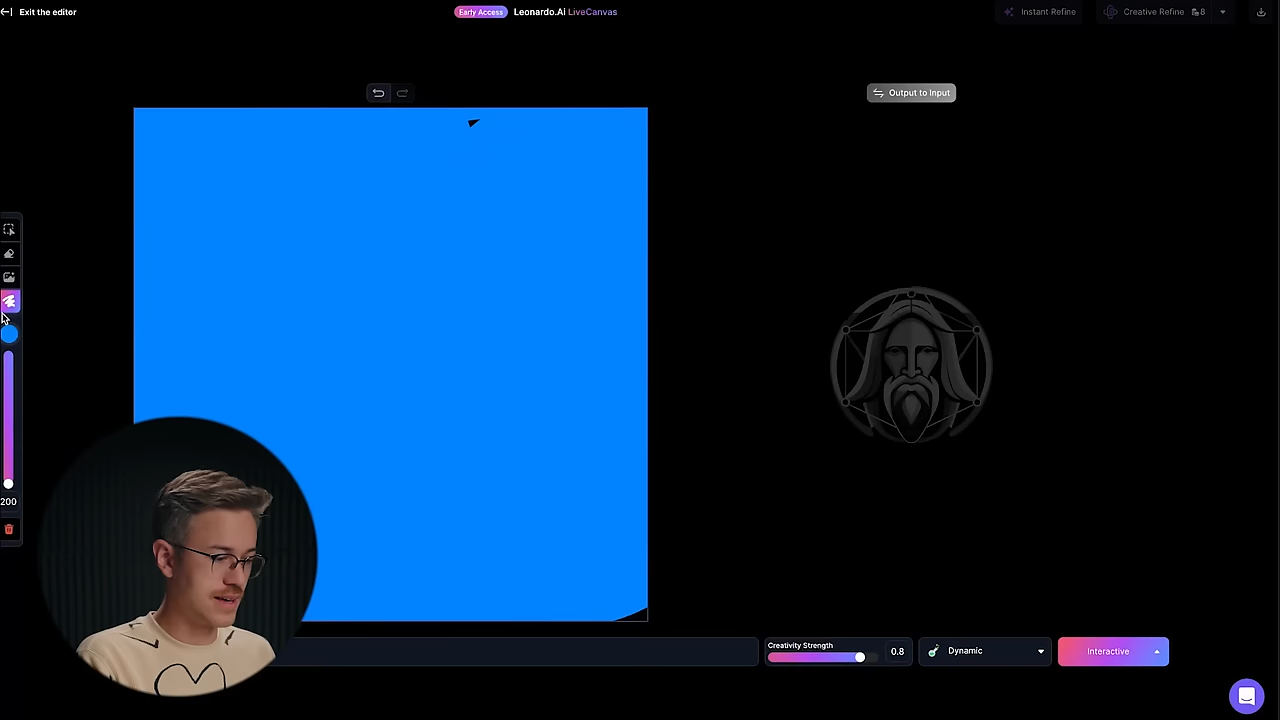 Exit the editor
Early Access Leonardo.Ai LiveCanvas
Instant Refine
Creative Refine 8
Output to Input
200
Creativity Strength
0.8
Dynamic
Interactive